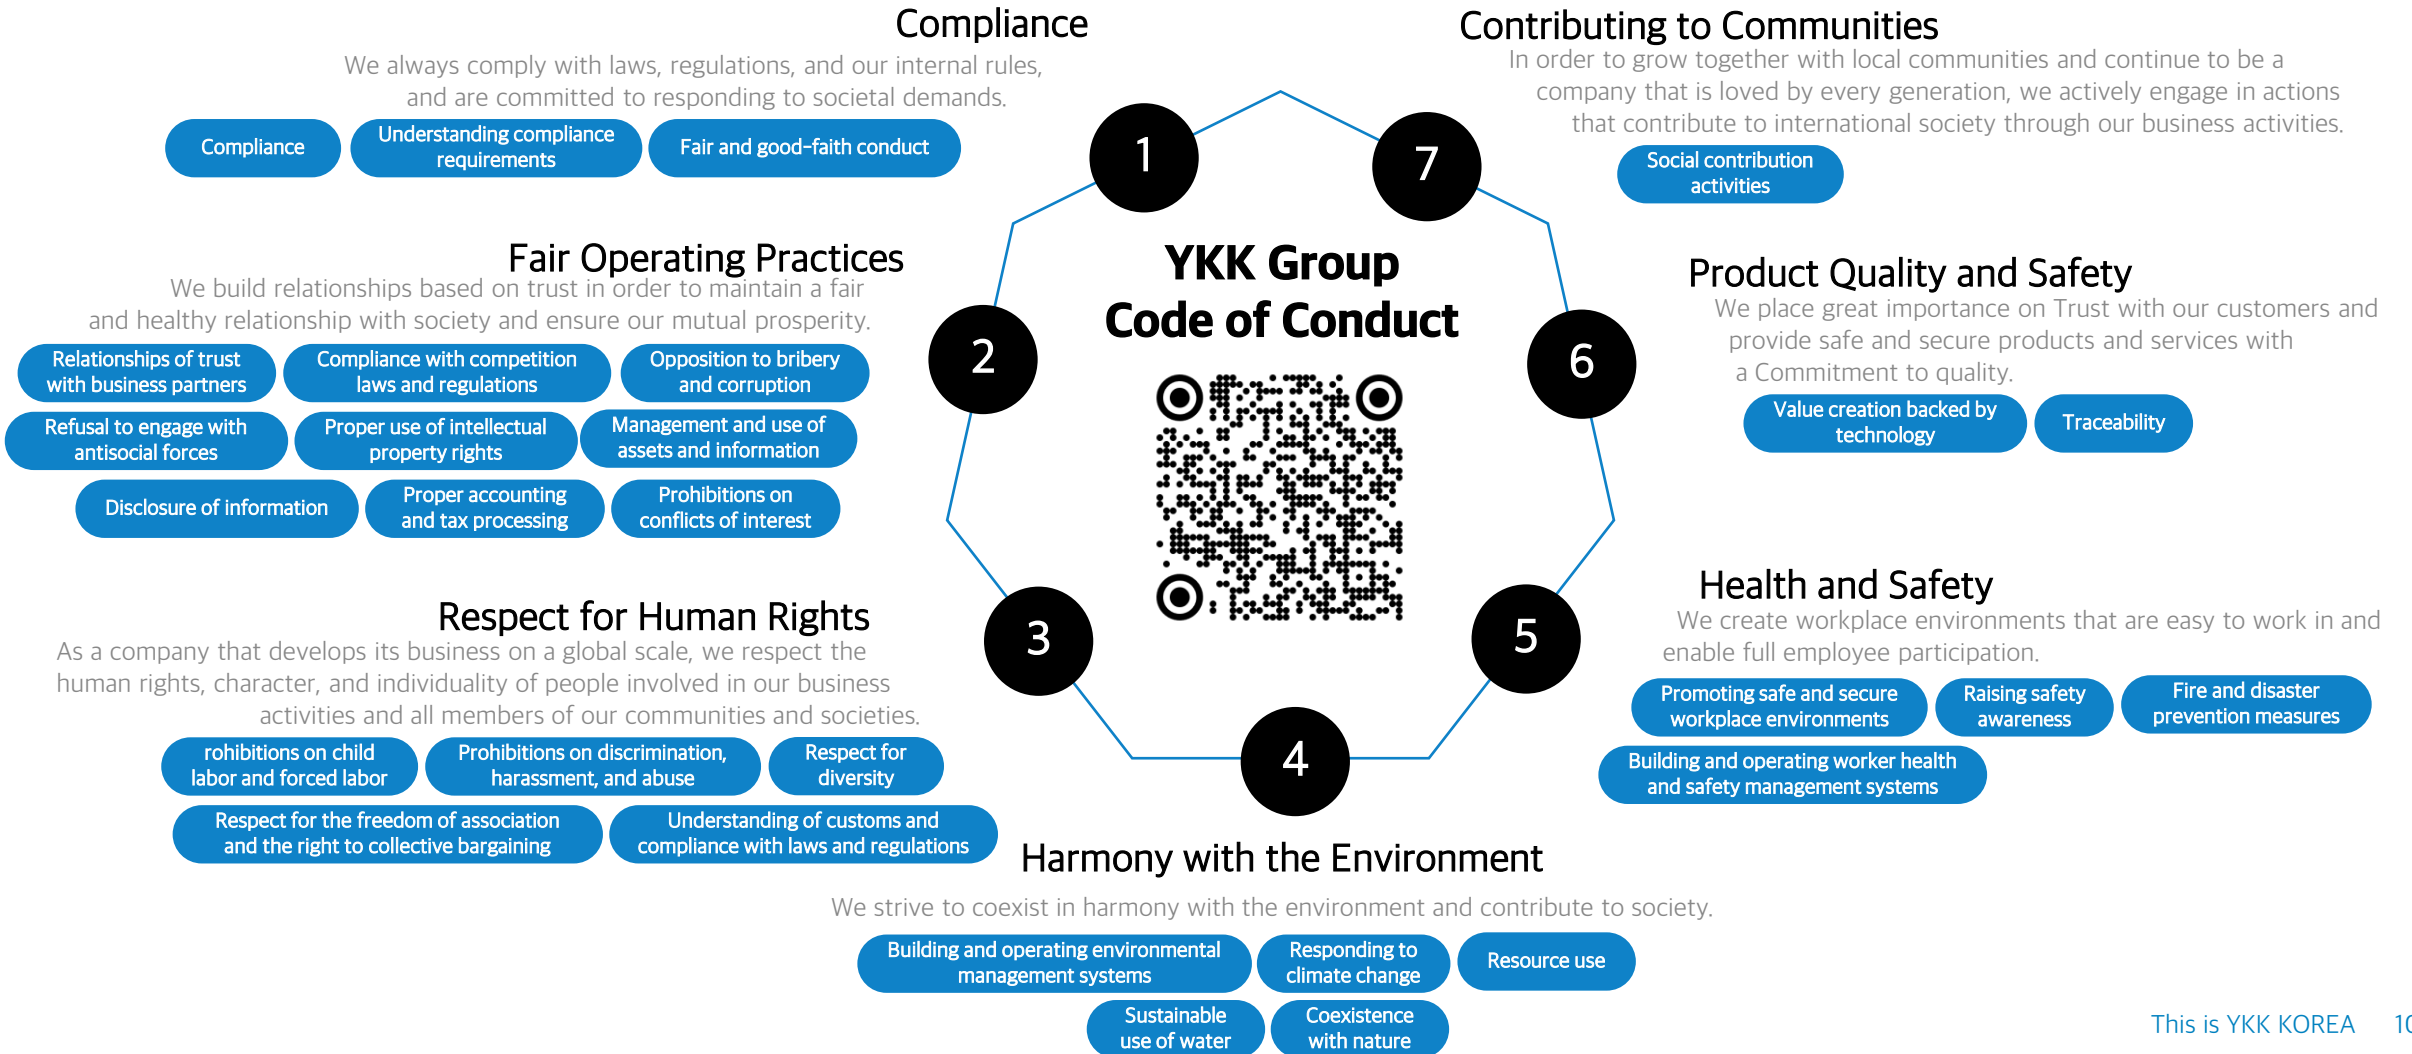 Compliance
We always comply with laws, regulations, and our internal rules,
and are committed to responding to societal demands.
Compliance
Understanding compliance
requirements
Fair and good-faith conduct
1
Fair Operating Practices
We build relationships based on trust in order to maintain a fair
and healthy relationship with society and ensure our mutual prosperity.
Relationships of trust
with business partners
Compliance with competition
laws and regulations
Opposition to bribery
and corruption
Refusal to engage with
antisocial forces
Proper use of intellectual
property rights
Management and use of
assets and information
Disclosure of information
Proper accounting
and tax processing
Prohibitions on
conflicts of interest
2
Respect for Human Rights
As a company that develops its business on a global scale, we respect the
human rights, character, and individuality of people involved in our business
activities and all members of our communities and societies.
rohibitions on child
labor and forced labor
Prohibitions on discrimination,
harassment, and abuse
Respect for
diversity
Respect for the freedom of association
and the right to collective bargaining
Understanding of customs and
compliance with laws and regulations
3
YKK Group
Code of Conduct
4
Harmony with the Environment
We strive to coexist in harmony with the environment and contribute to society.
Building and operating environmental
management systems
Responding to
climate change
Resource use
Sustainable
use of water
Coexistence
with nature
5
Health and Safety
We create workplace environments that are easy to work in and
enable full employee participation.
Promoting safe and secure
workplace environments
Raising safety
awareness
Fire and disaster
prevention measures
Building and operating worker health
and safety management systems
6
Product Quality and Safety
We place great importance on Trust with our customers and
provide safe and secure products and services with
a Commitment to quality.
Value creation backed by
technology
Traceability
7
Contributing to Communities
In order to grow together with local communities and continue to be a
company that is loved by every generation, we actively engage in actions
that contribute to international society through our business activities.
Social contribution
activities
This is YKK KOREA 10